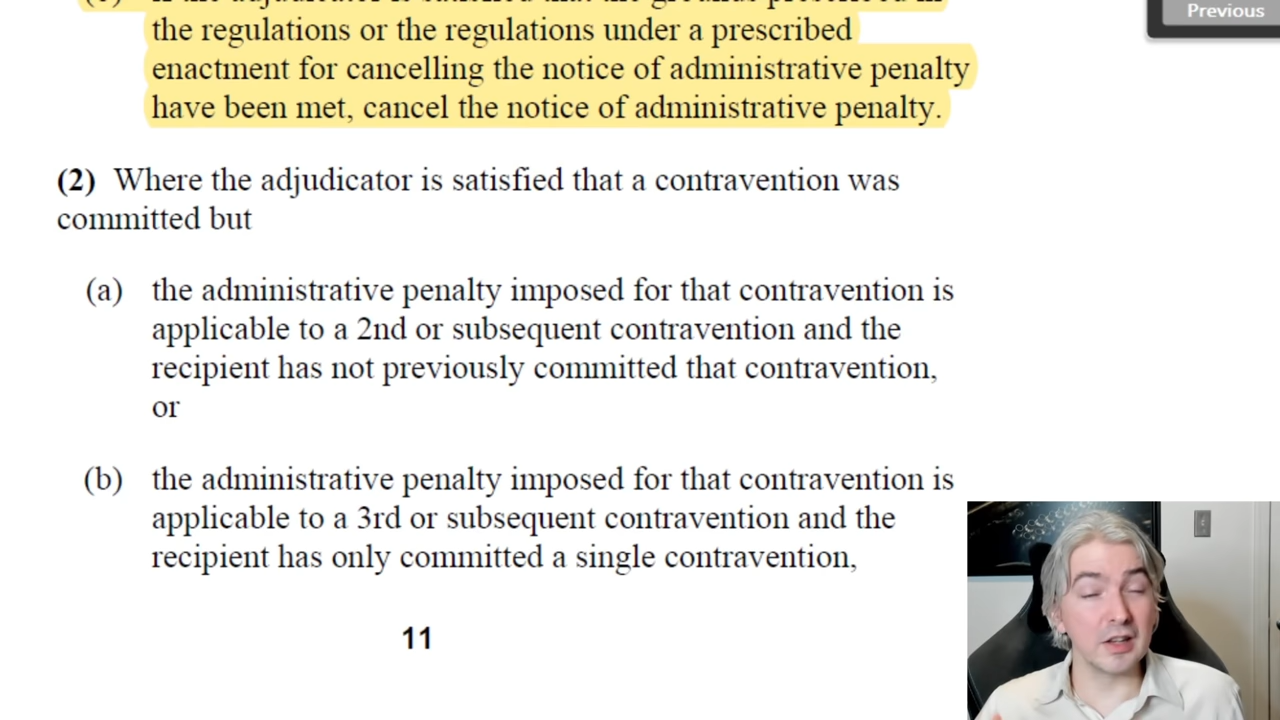 Previous
the regulations or the regulations under a prescribed
enactment for cancelling the notice of administrative penalty
have been met, cancel the notice of administrative penalty.
(2) Where the adjudicator is satisfied that a contravention was
committed but
(a) the administrative penalty imposed for that contravention is
applicable to a 2nd or subsequent contravention and the
recipient has not previously committed that contravention,
or
(b) the administrative penalty imposed for that contravention is
applicable to a 3rd or subsequent contravention and the
recipient has only committed a single contravention,
11